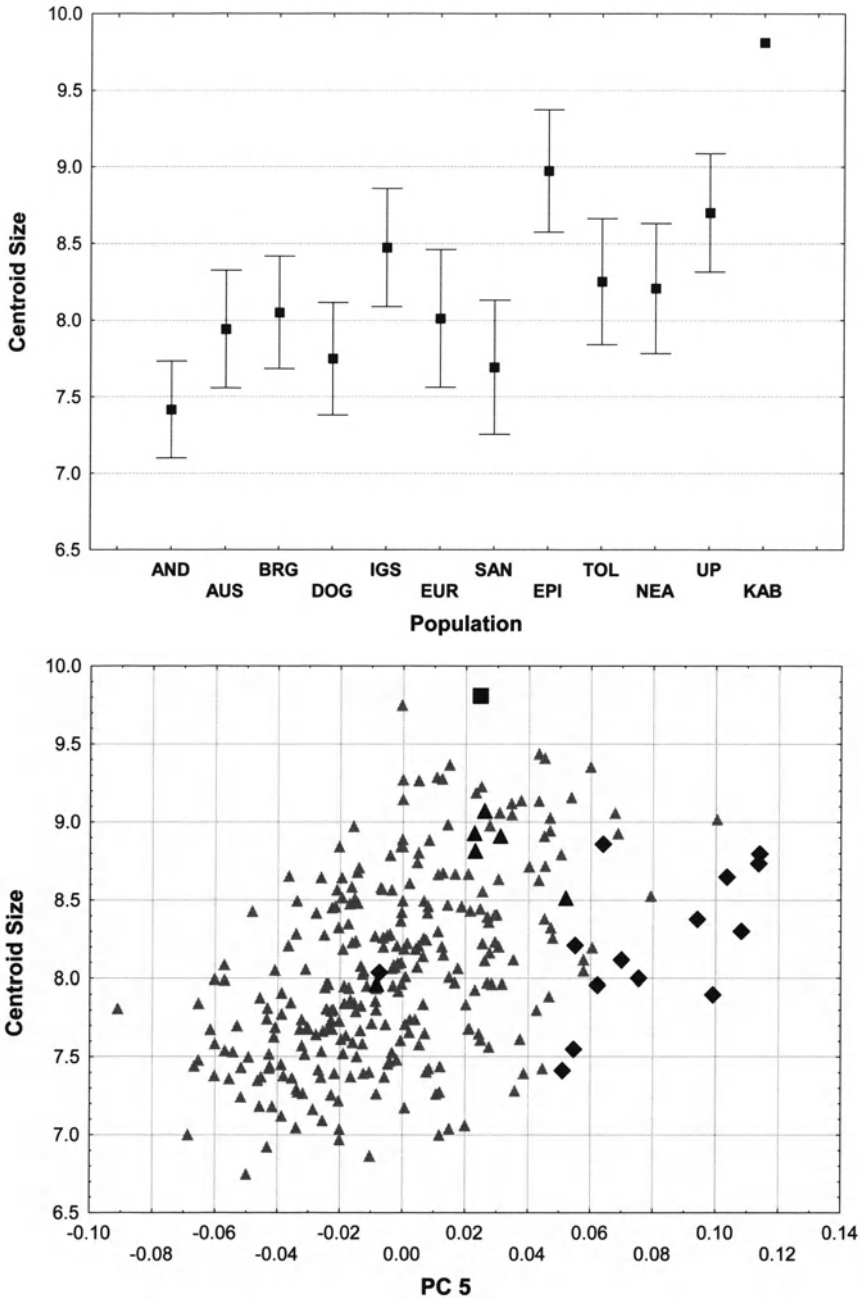 10.0
9.5
9.0
8.5
8.0
7.5
7.0
6.5
Centroid Size
AND BRG IGS SAN TOL UP
AUS DOG EUR EPI NEA KAB
Population
10.0
9.5
9.0
8.5
8.0
7.5
7.0
6.5
Centroid Size
-0.10 -0.06 -0.02 0.02 0.06 0.10 0.14
-0.08 -0.04 0.00 0.04 0.08 0.12
PC 5